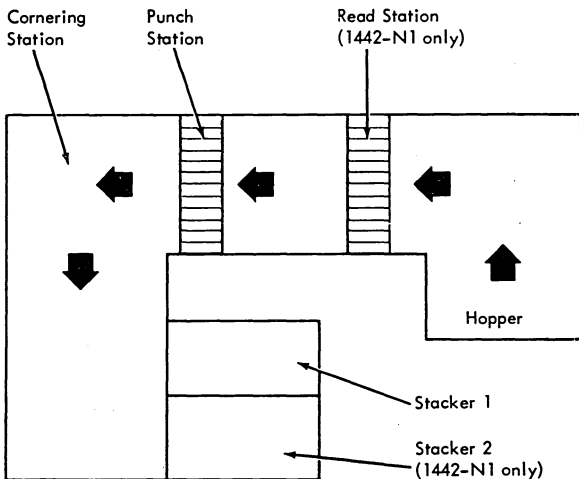 Cornering
Station
Punch
Station
Read Station
(1442-N1 only)
Hopper
Stacker 1
Stacker 2
(1442-N1 only)